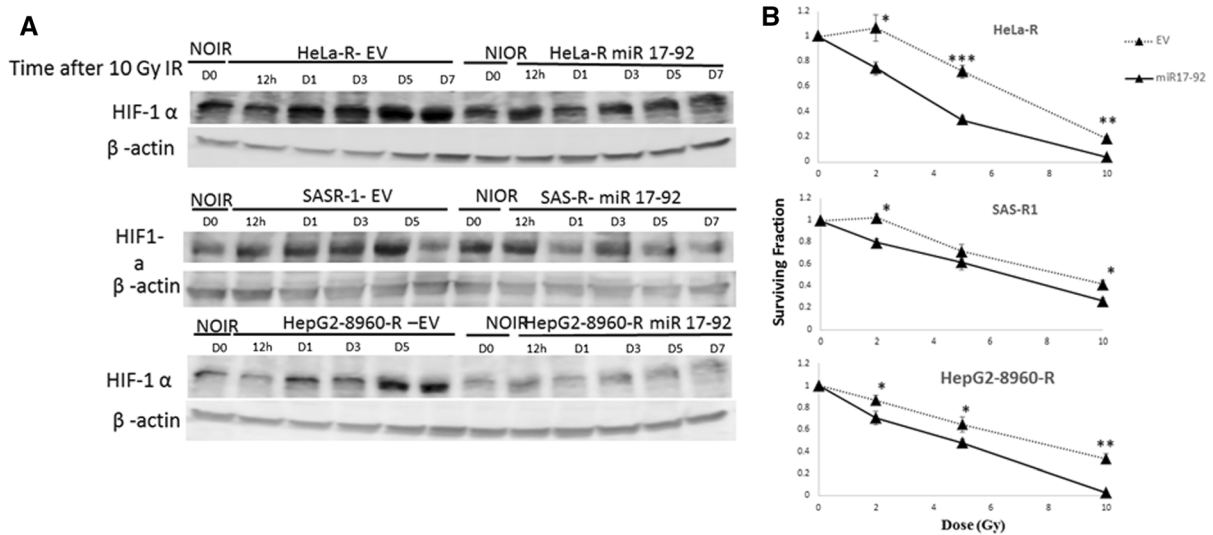 A
NOIR HeLa-R- EV NIOR HeLa-R miR 17-92
Time after 10 Gy IR D0 12h D1 D3 D5 D7 D0 12h D1 D3 D5 D7
HIF-1 α
β -actin
NOIR SASR-1- EV NIOR SAS-R- miR 17-92
D0 12h D1 D3 D5 D0 12h D1 D3 D5 D7
HIF1-
a
β -actin
NOIR HepG2-8960-R –EV NOIR HepG2-8960-R miR 17-92
D0 12h D1 D3 D5 D0 12h D1 D3 D5 D7
HIF-1 α
β -actin
B
HeLa-R
1.2
1
0.8
0.6
0.4
0.2
0
0 2 4 6 8 10
*
***
**
EV
miR17-92
SAS-R1
1.2
1
0.8
0.6
0.4
0.2
0
0 2 4 6 8 10
*
*
Surviving Fraction
HepG2-8960-R
1.2
1
0.8
0.6
0.4
0.2
0
0 2 4 6 8 10
*
*
**
Dose (Gy)